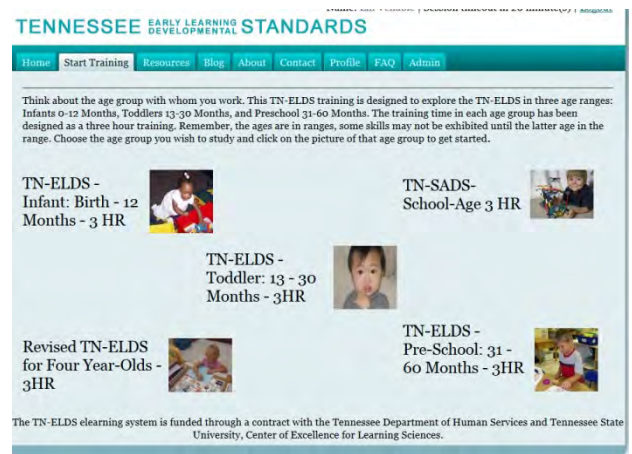 TENNESSEE EARLY LEARNING DEVELOPMENTAL STANDARDS
Home Start Training Resources Blog About Contact Profile FAQ Admin
Think about the age group with whom you work. This TN-ELDS training is designed to explore the TN-ELDS in three age ranges:
Infants 0-12 Months, Toddlers 13-30 Months, and Preschool 31-60 Months. The training time in each age group has been
designed as a three hour training. Remember, the ages are in ranges, some skills may not be exhibited until the latter age in the
range. Choose the age group you wish to study and click on the picture of that age group to get started.
TN-ELDS -
Infant: Birth - 12
Months - 3 HR
TN-SADS-
School-Age 3 HR
TN-ELDS -
Toddler: 13 - 30
Months - 3HR
Revised TN-ELDS
for Four Year-Olds -
3HR
TN-ELDS -
Pre-School: 31 -
60 Months - 3HR
The TN-ELDS elearning system is funded through a contract with the Tennessee Department of Human Services and Tennessee State
University, Center of Excellence for Learning Sciences.